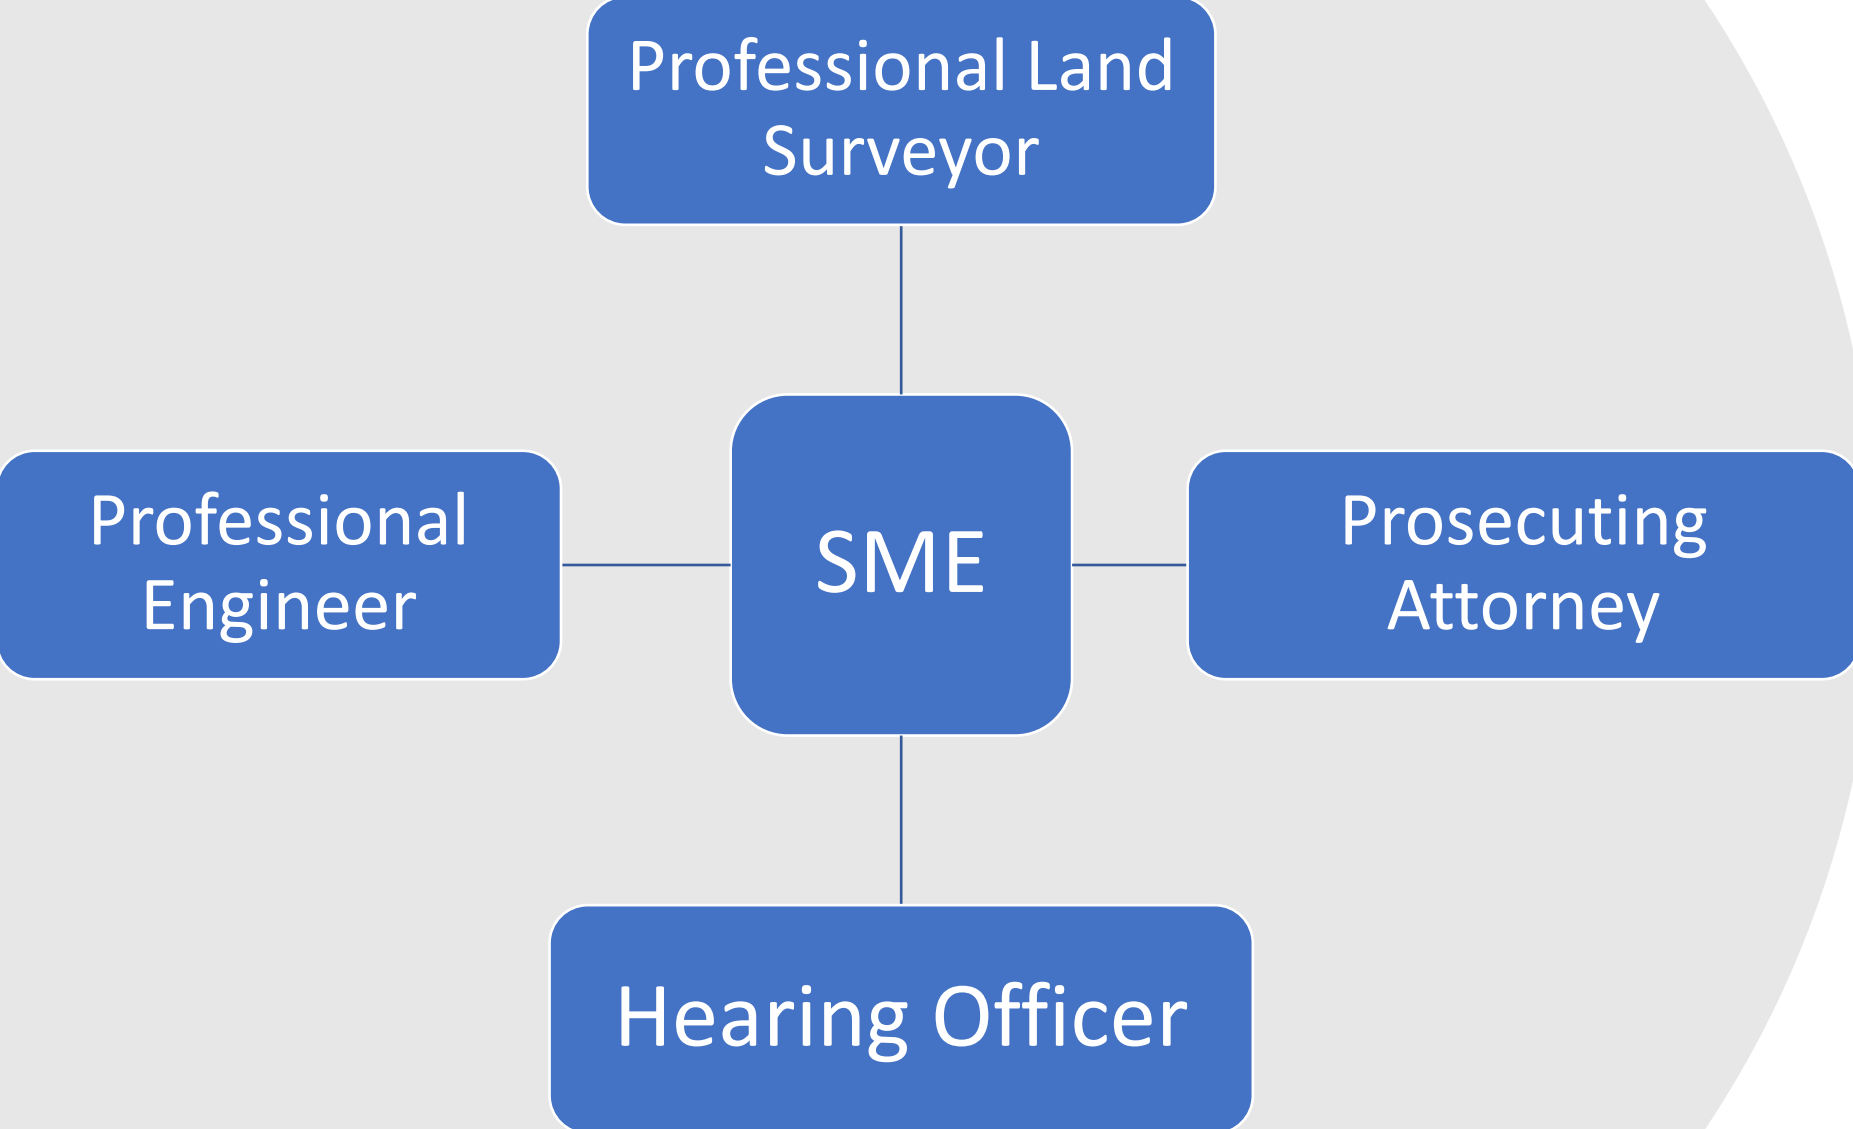 Professional Land
Surveyor
Professional
Engineer
SME
Prosecuting
Attorney
Hearing Officer